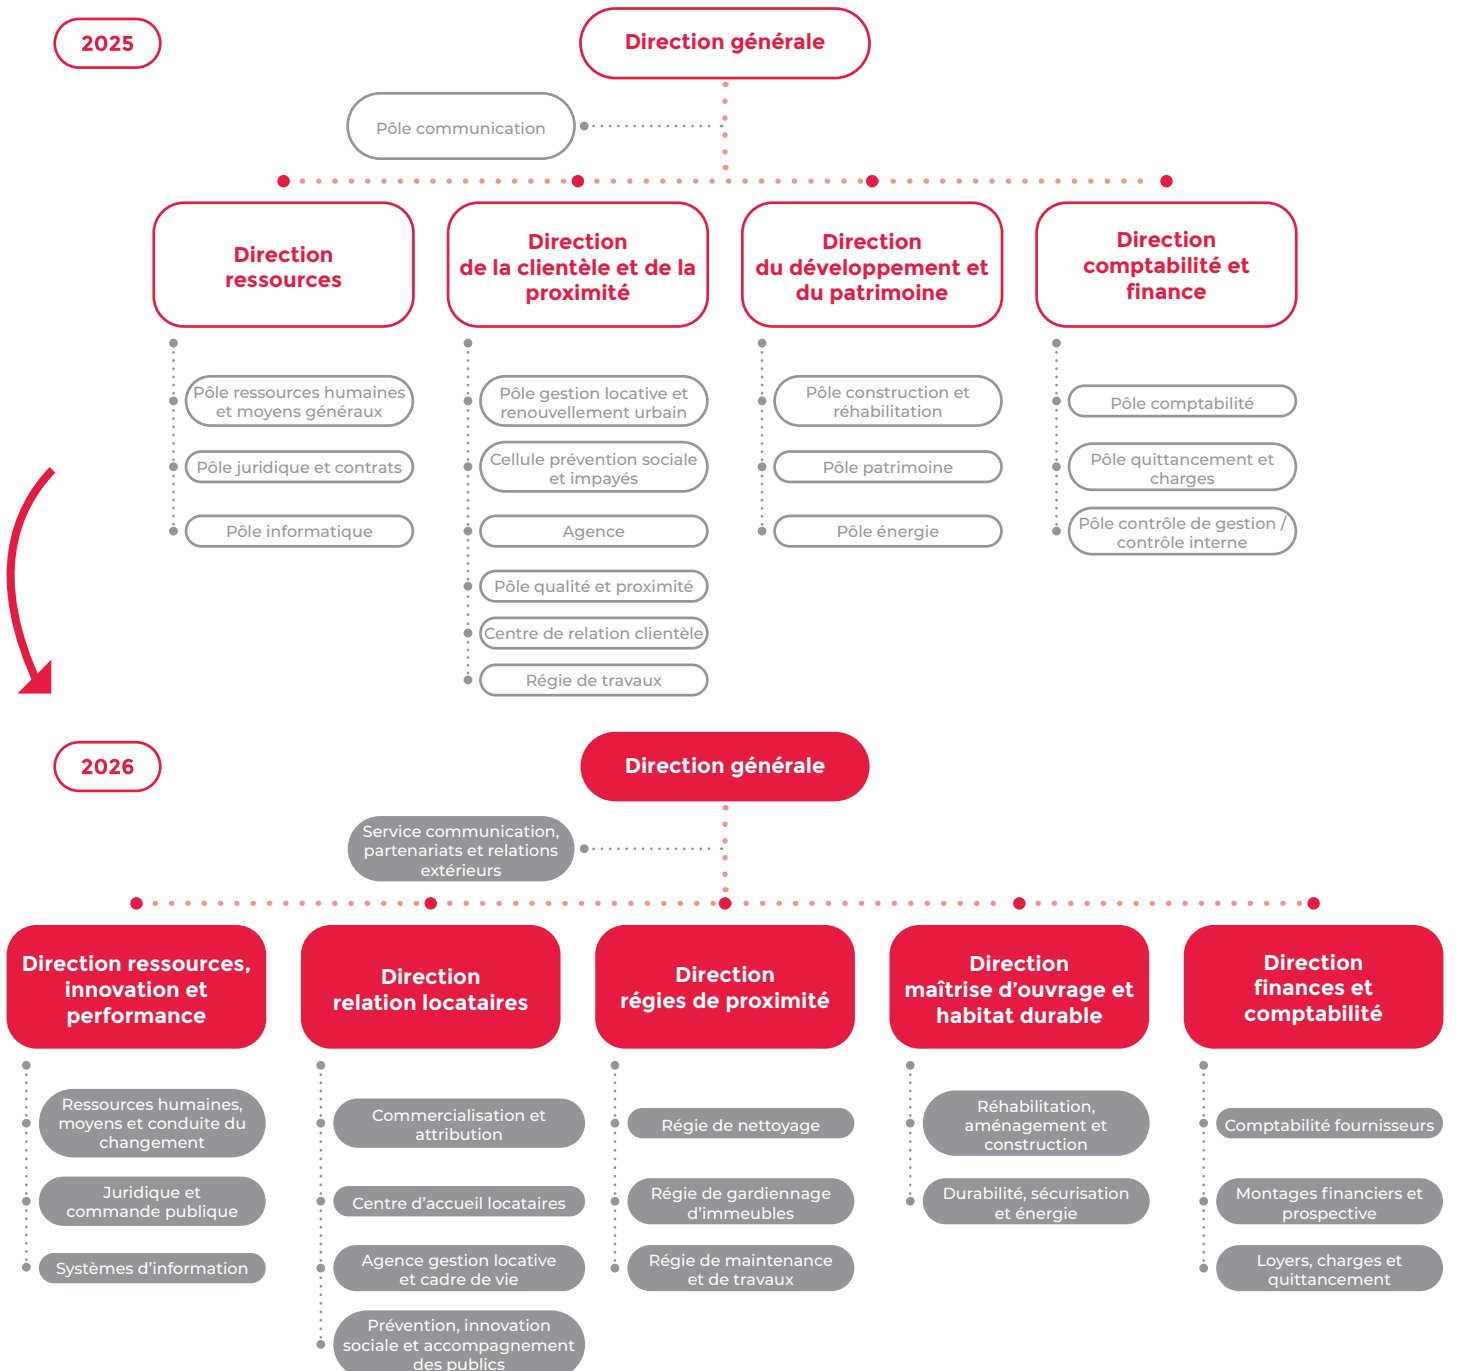 2025
Direction générale
Pôle communication
Direction
ressources
Direction
de la clientèle et de la
proximité
Direction
du développement et
du patrimoine
Direction
comptabilité et
finance
Pôle ressources humaines
et moyens généraux
Pôle juridique et contrats
Pôle informatique
Pôle gestion locative et
renouvellement urbain
Cellule prévention sociale
et impayés
Agence
Pôle qualité et proximité
Centre de relation clientèle
Régie de travaux
Pôle construction et
réhabilitation
Pôle patrimoine
Pôle énergie
Pôle comptabilité
Pôle quittancement et
charges
Pôle contrôle de gestion /
contrôle interne
2026
Direction générale
Service communication,
partenariats et relations
extérieurs
Direction ressources,
innovation et
performance
Direction
relation locataires
Direction
régies de proximité
Direction
maîtrise d’ouvrage et
habitat durable
Direction
finances et
comptabilité
Ressources humaines,
moyens et conduite du
changement
Juridique et
commande publique
Systèmes d’information
Commercialisation et
attribution
Centre d’accueil locataires
Agence gestion locative
et cadre de vie
Prévention, innovation
sociale et accompagnement
des publics
Régie de nettoyage
Régie de gardiennage
d’immeubles
Régie de maintenance
et de travaux
Réhabilitation,
aménagement et
construction
Durabilité, sécurisation
et énergie
Comptabilité fournisseurs
Montages financiers et
prospective
Loyers, charges et
quittancement